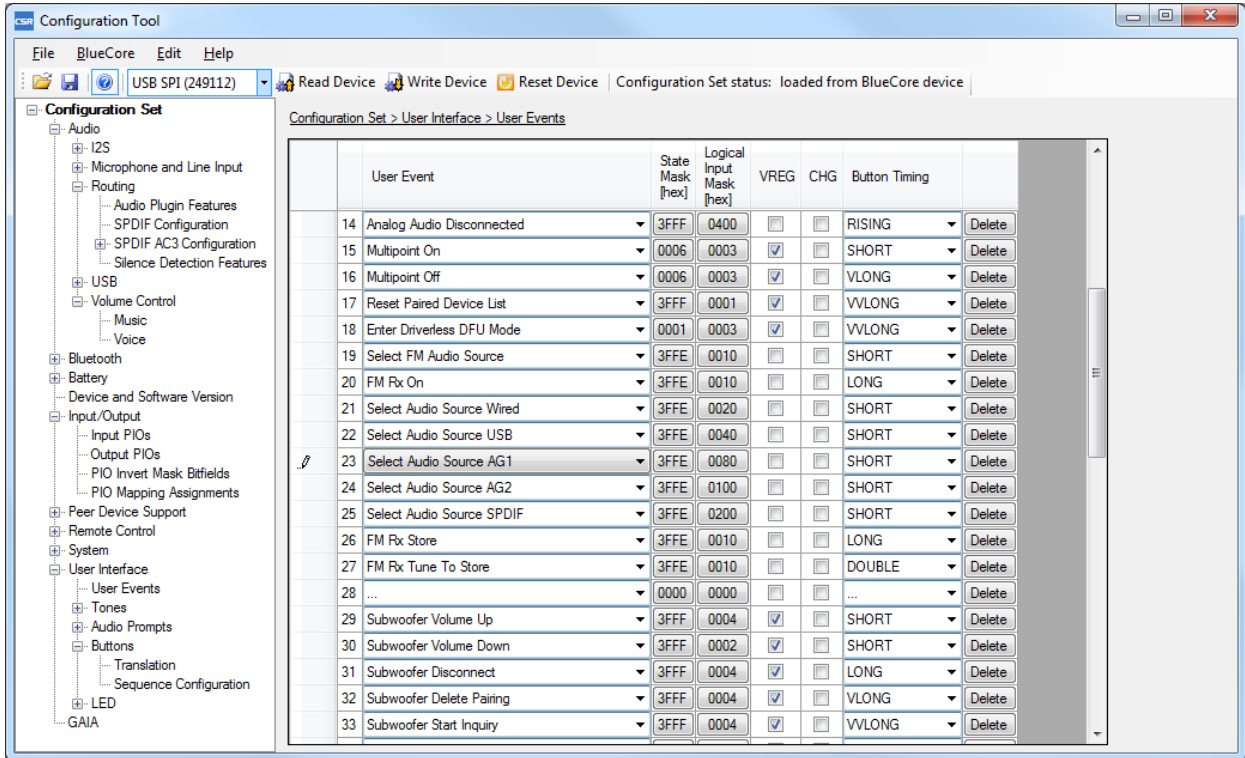 CSR Configuration Tool
File BlueCore Edit Help
USB SPI (249112) Read Device Write Device Reset Device Configuration Set status: loaded from BlueCore device
Configuration Set
Audio
I2S
Microphone and Line Input
Routing
Audio Plugin Features
SPDIF Configuration
SPDIF AC3 Configuration
Silence Detection Features
USB
Volume Control
Music
Voice
Bluetooth
Battery
Device and Software Version
Input/Output
Input PIOs
Output PIOs
PIO Invert Mask Bitfields
PIO Mapping Assignments
Peer Device Support
Remote Control
System
User Interface
User Events
Tones
Audio Prompts
Buttons
Translation
Sequence Configuration
LED
GAIA
Configuration Set > User Interface > User Events
User Event State Mask [hex] Logical Input Mask [hex] VREG CHG Button Timing
14 Analog Audio Disconnected 3FFF 0400 RISING Delete
15 Multipoint On 0006 0003 SHORT Delete
16 Multipoint Off 0006 0003 VLONG Delete
17 Reset Paired Device List 3FFF 0001 VVLONG Delete
18 Enter Driverless DFU Mode 0001 0003 VVLONG Delete
19 Select FM Audio Source 3FFE 0010 SHORT Delete
20 FM Rx On 3FFE 0010 LONG Delete
21 Select Audio Source Wired 3FFE 0020 SHORT Delete
22 Select Audio Source USB 3FFE 0040 SHORT Delete
23 Select Audio Source AG1 3FFE 0080 SHORT Delete
24 Select Audio Source AG2 3FFE 0100 SHORT Delete
25 Select Audio Source SPDIF 3FFE 0200 SHORT Delete
26 FM Rx Store 3FFE 0010 LONG Delete
27 FM Rx Tune To Store 3FFE 0010 DOUBLE Delete
28 ... 0000 0000 ... Delete
29 Subwoofer Volume Up 3FFF 0004 SHORT Delete
30 Subwoofer Volume Down 3FFF 0002 SHORT Delete
31 Subwoofer Disconnect 3FFF 0004 LONG Delete
32 Subwoofer Delete Pairing 3FFF 0004 VLONG Delete
33 Subwoofer Start Inquiry 3FFF 0004 VVLONG Delete